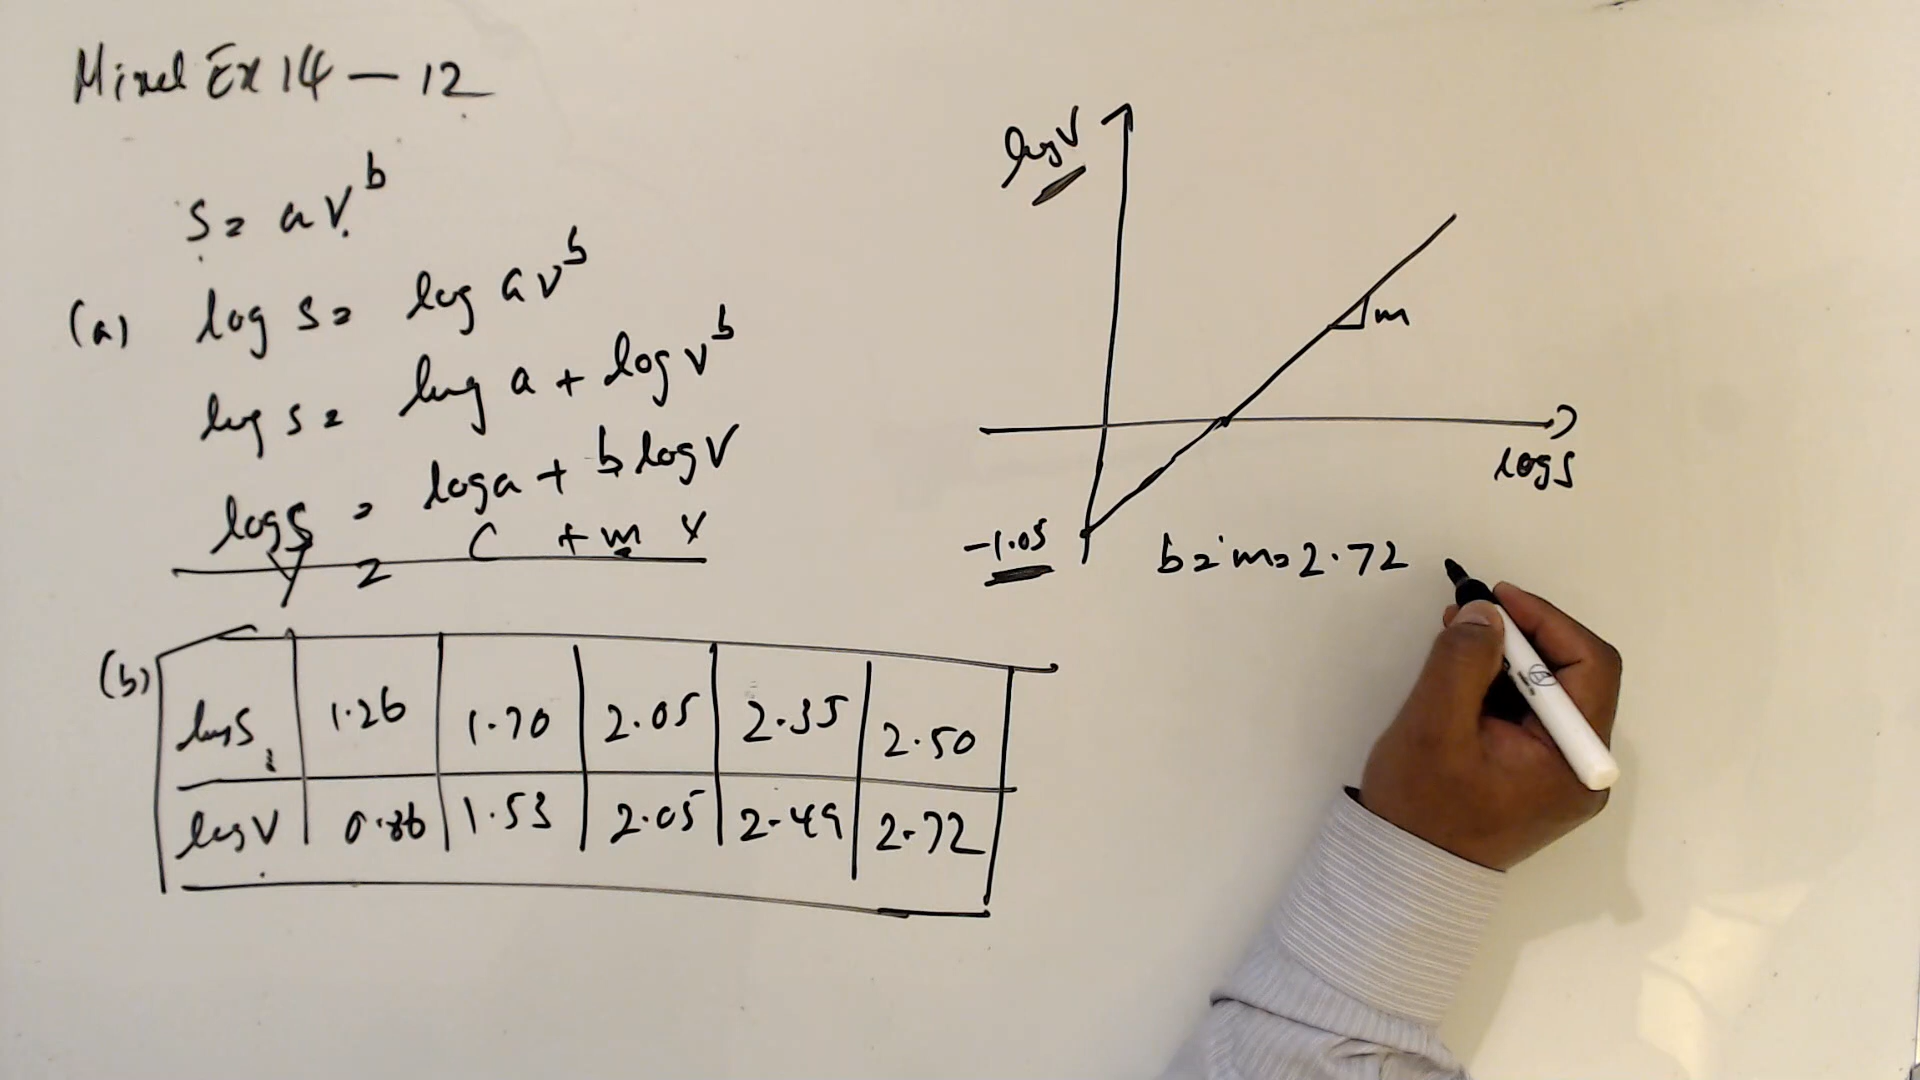 Mixed Ex 14 - 12
s = aV^b
(a) log s = log aV^b
log s = log a + log V^b
log s = log a + b log V
y = C + m x
(b)
log s 1.26 1.70 2.05 2.35 2.50
log V 0.86 1.53 2.05 2.49 2.72
log V
m
log s
-1.05
b = m = 2.72